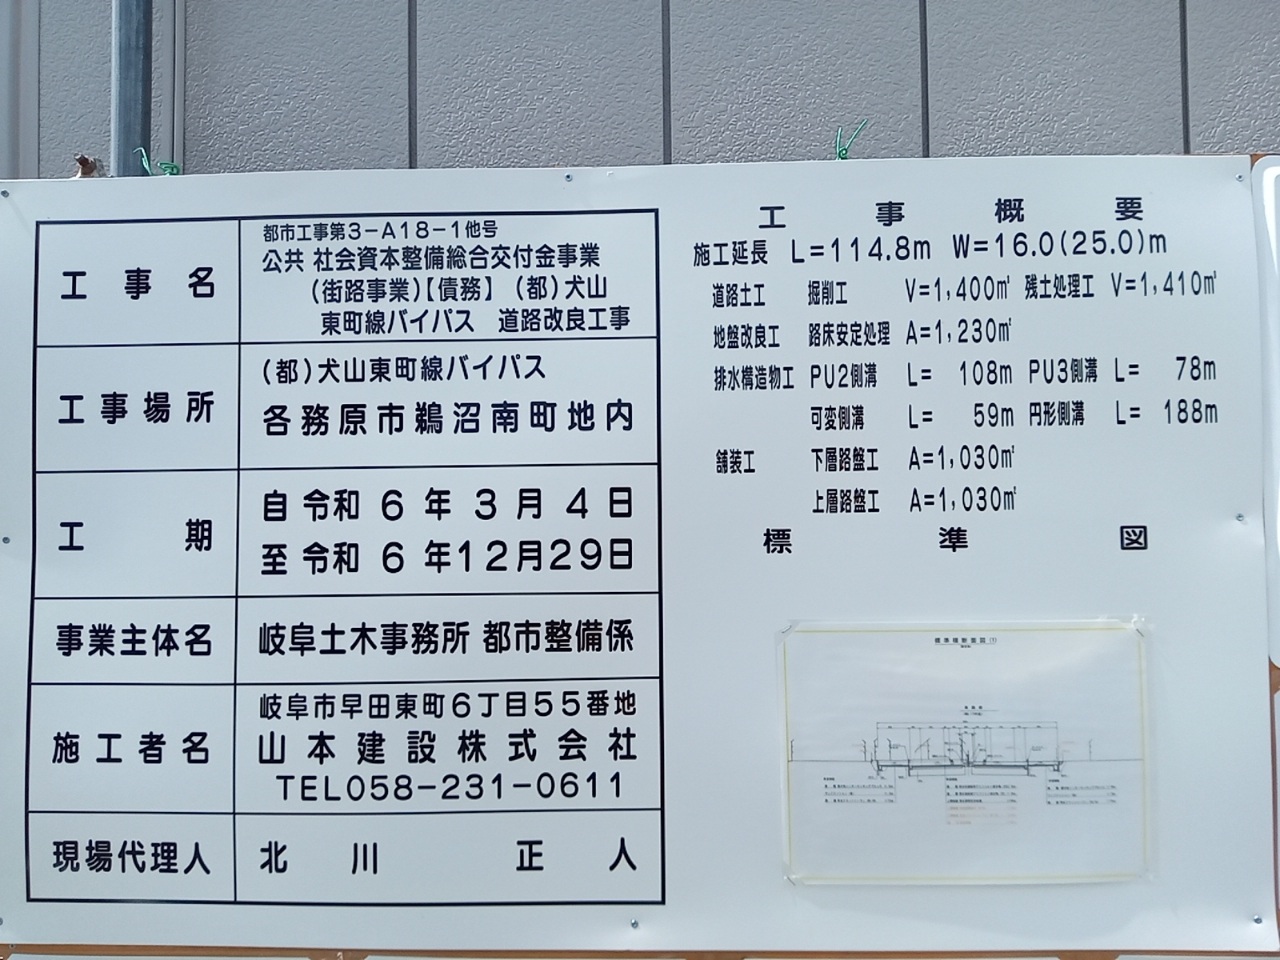 工事名
都市工事第3-A18-1他号
公共 社会資本整備総合交付金事業
(街路事業)【債務】 (都)犬山
東町線バイパス 道路改良工事
工事場所
(都)犬山東町線バイパス
各務原市鵜沼南町地内
工期
自 令和 6 年 3 月 4 日
至 令和 6 年12月29日
事業主体名
岐阜土木事務所 都市整備係
施工者名
岐阜市早田東町6丁目55番地
山本建設株式会社
TEL058-231-0611
現場代理人
北川 正人
工事概要
施工延長 L=114.8m W=16.0(25.0)m
道路土工 掘削工 V=1,400㎥ 残土処理工 V=1,410㎥
地盤改良工 路床安定処理 A=1,230㎡
排水構造物工 PU2側溝 L= 108m PU3側溝 L= 78m
可変側溝 L= 59m 円形側溝 L= 188m
舗装工 下層路盤工 A=1,030㎡
上層路盤工 A=1,030㎡
標準図
標準横断面図(1)